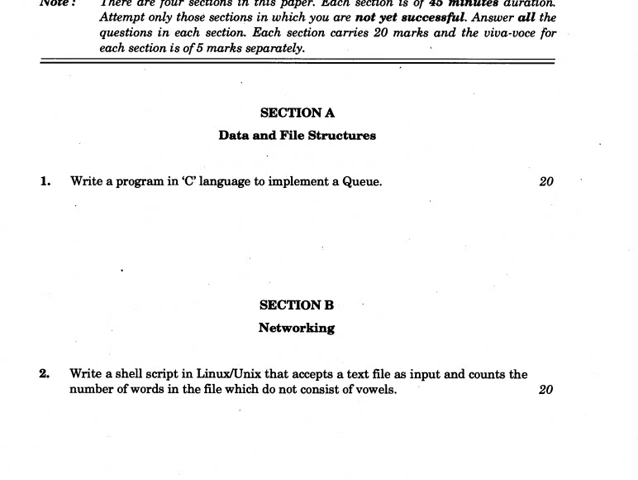 Note : There are four sections in this paper. Each section is of 45 minutes duration.
Attempt only those sections in which you are not yet successful. Answer all the
questions in each section. Each section carries 20 marks and the viva-voce for
each section is of 5 marks separately.
SECTION A
Data and File Structures
1. Write a program in ‘C’ language to implement a Queue. 20
SECTION B
Networking
2. Write a shell script in Linux/Unix that accepts a text file as input and counts the
number of words in the file which do not consist of vowels. 20